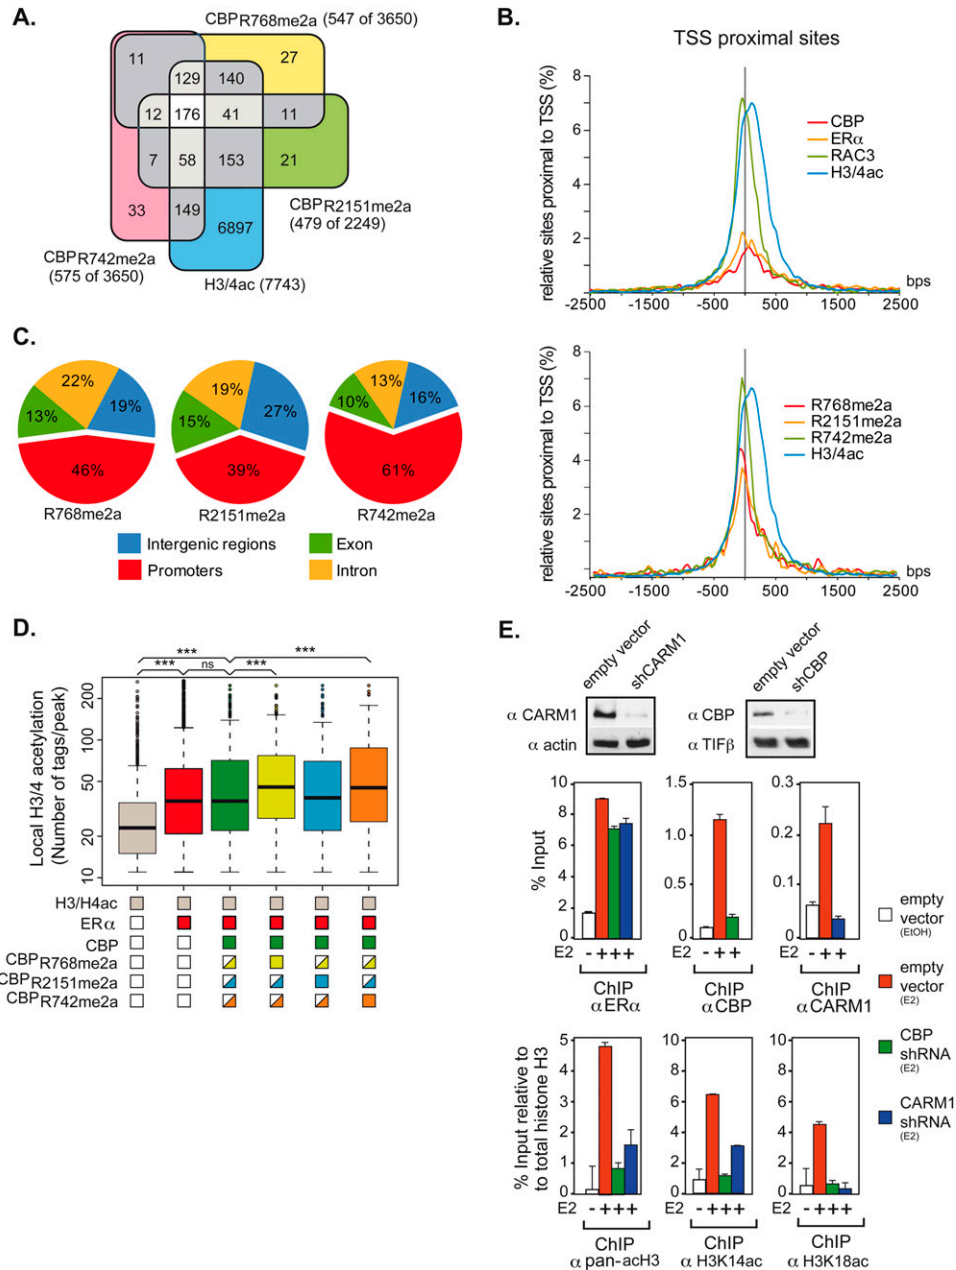 A.
CBPR768me2a (547 of 3650)
11
27
129
140
12
176
41
11
7
58
153
21
33
149
6897
CBPR2151me2a
(479 of 2249)
CBPR742me2a
(575 of 3650)
H3/4ac (7743)
B.
TSS proximal sites
relative sites proximal to TSS (%)
8
6
4
2
CBP
ERα
RAC3
H3/4ac
bps
-2500 -500 500 2500
relative sites proximal to TSS (%)
8
6
4
2
R768me2a
R2151me2a
R742me2a
H3/4ac
bps
-2500 -500 500 2500
C.
22%
19%
13%
46%
R768me2a
19%
27%
15%
39%
R2151me2a
13%
16%
10%
61%
R742me2a
Intergenic regions
Exon
Promoters
Intron
D.
***
***
***
ns
***
Local H3/4 acetylation
(Number of tags/peak)
200
100
50
20
10
H3/H4ac
ERα
CBP
CBPR768me2a
CBPR2151me2a
CBPR742me2a
E.
empty vector
shCARM1
α CARM1
α actin
empty vector
shCBP
α CBP
α TIFβ
% Input
10
8
6
4
2
0
E2 - + + +
ChIP
αERα
1.5
1.0
0.5
0
- + +
ChIP
αCBP
0.3
0.2
0.1
0
- + +
ChIP
αCARM1
empty
vector
(EtOH)
empty
vector
(E2)
CBP
shRNA
(E2)
CARM1
shRNA
(E2)
% Input relative
to total histone H3
5
4
3
2
1
0
E2 - + + +
ChIP
α pan-acH3
10
8
6
4
2
0
- + + +
ChIP
α H3K14ac
10
8
6
4
2
0
- + + +
ChIP
α H3K18ac